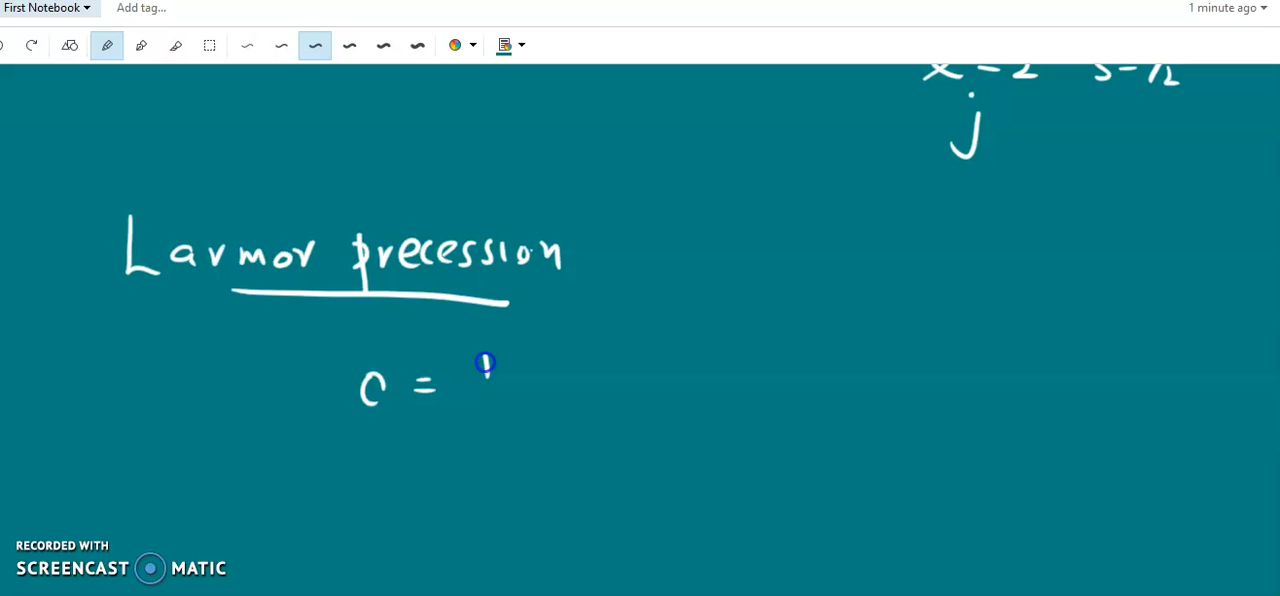 First Notebook Add tag... 1 minute ago
j
Larmor precession
c =
RECORDED WITH
SCREENCAST MATIC